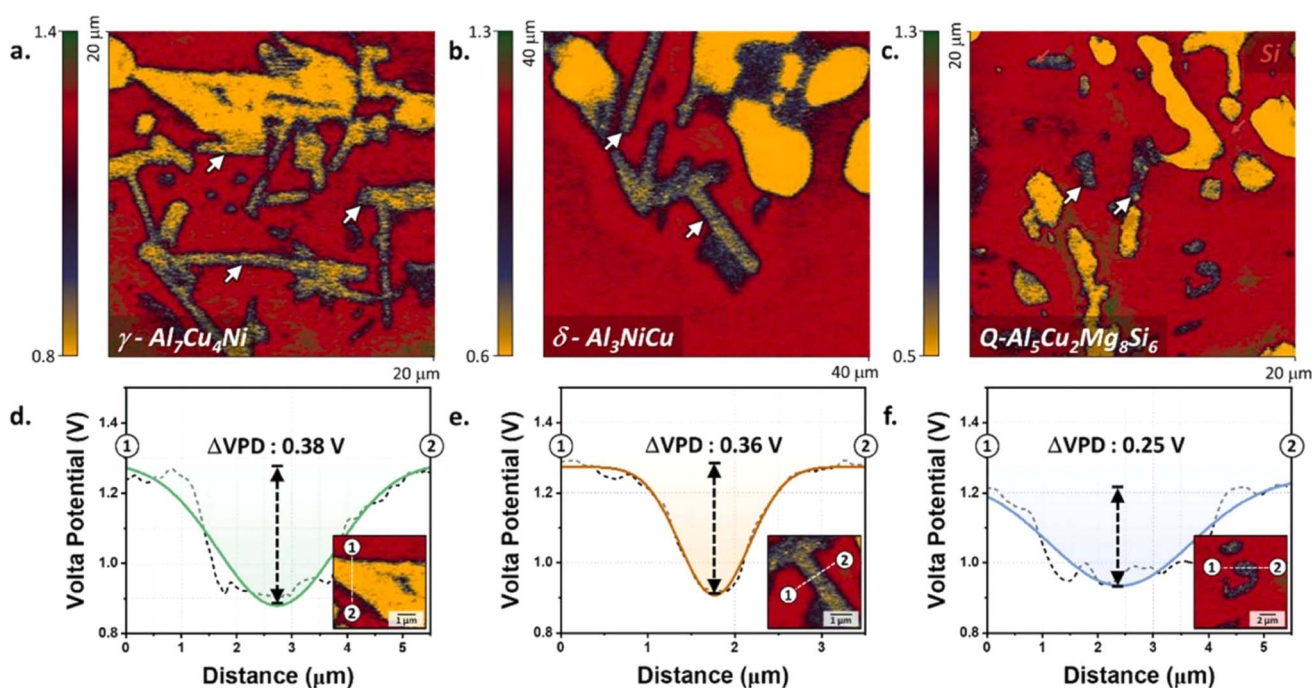 a.
1.4
0.8
20 μm
20 μm
γ - Al₇Cu₄Ni
b.
1.3
0.6
40 μm
40 μm
δ - Al₃NiCu
c.
1.3
0.5
20 μm
20 μm
Si
Q-Al₅Cu₂Mg₈Si₆
d.
Volta Potential (V)
1.4
1.2
1.0
0.8
1
2
ΔVPD : 0.38 V
1
2
1 μm
0 1 2 3 4 5
Distance (μm)
e.
Volta Potential (V)
1.4
1.2
1.0
0.8
1
2
ΔVPD : 0.36 V
1
2
1 μm
0 1 2 3
Distance (μm)
f.
Volta Potential (V)
1.4
1.2
1.0
0.8
1
2
ΔVPD : 0.25 V
1
2
2 μm
0 1 2 3 4 5
Distance (μm)